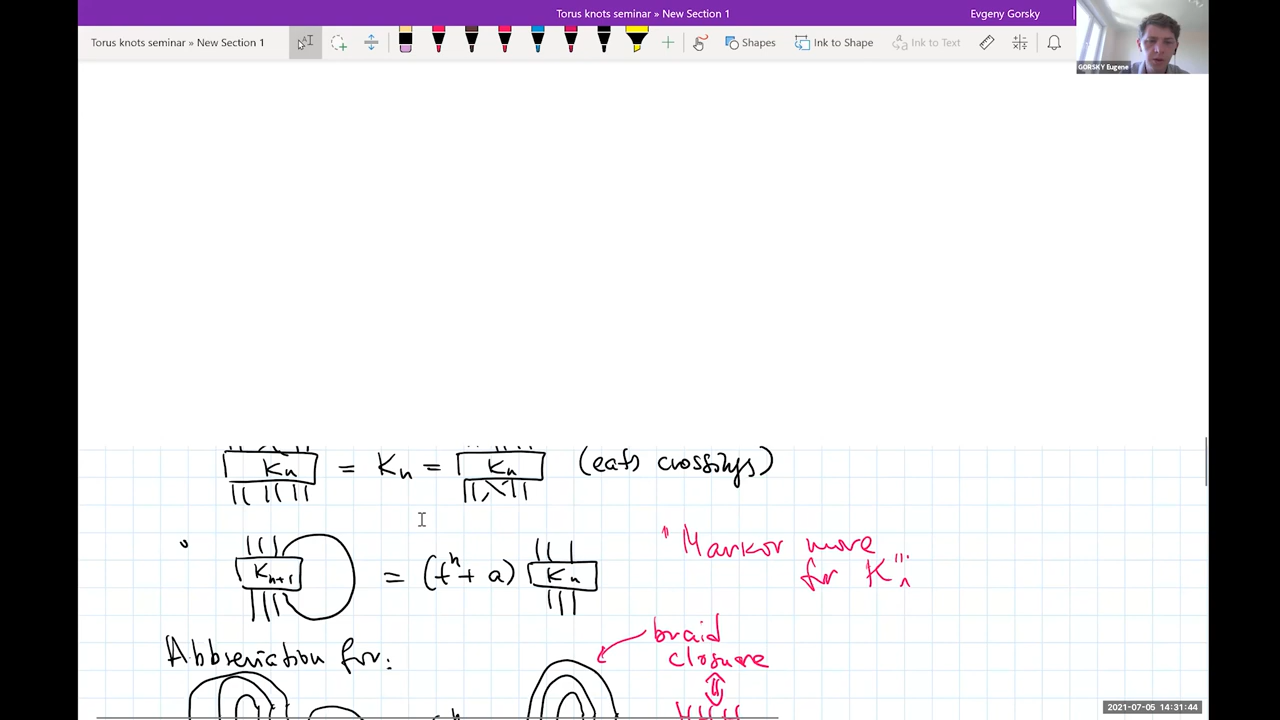 Torus knots seminar » New Section 1
Evgeny Gorsky
Torus knots seminar » New Section 1
Shapes
Ink to Shape
Ink to Text
GORSKY Eugene
Kₙ = Kₙ = Kₙ (eats crossings)
Kₙ₊₁ = (tⁿ + a) Kₙ
"Markov move
for Kₙ":
Abbreviation for:
braid
closure
2021-07-05 14:31:44